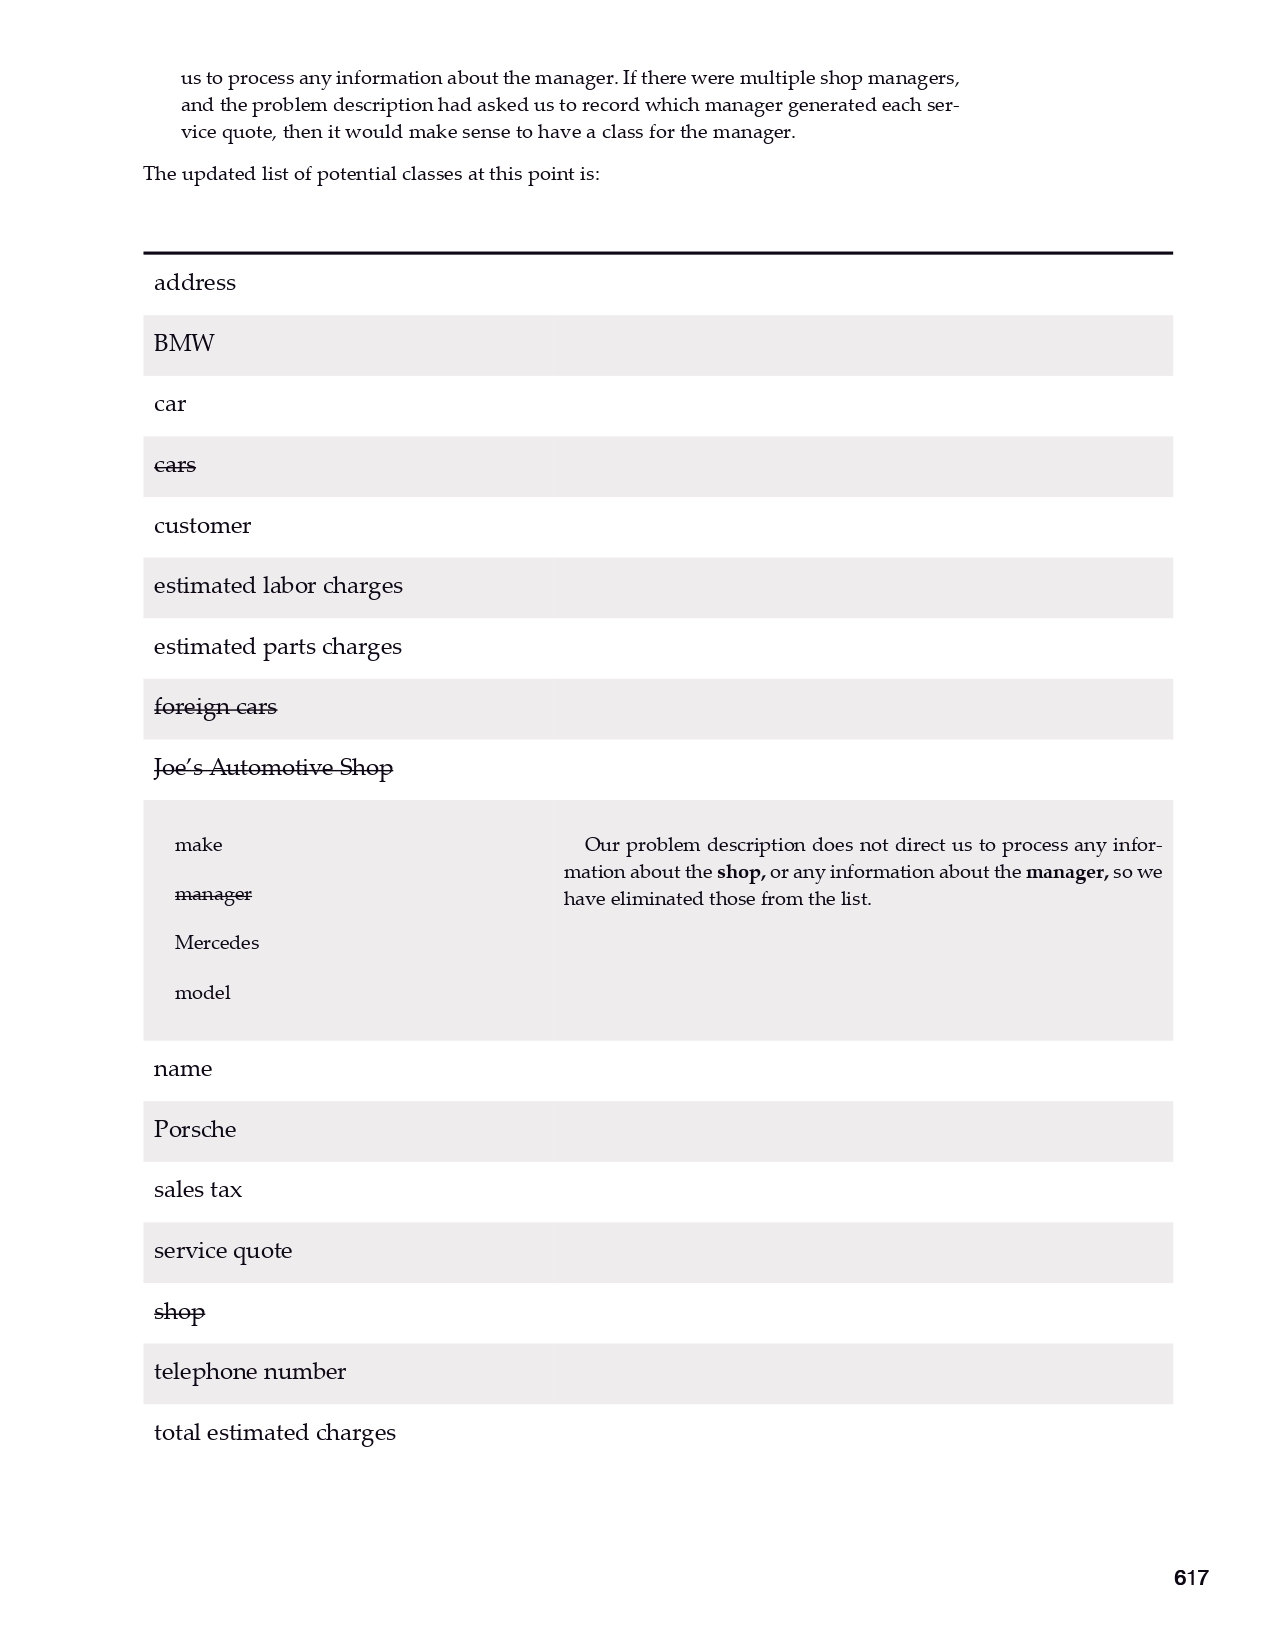 us to process any information about the manager. If there were multiple shop managers,
and the problem description had asked us to record which manager generated each ser-
vice quote, then it would make sense to have a class for the manager.
The updated list of potential classes at this point is:
address
BMW
car
cars
customer
estimated labor charges
estimated parts charges
foreign cars
Joe’s Automotive Shop
make
manager
Mercedes
model
Our problem description does not direct us to process any infor-
mation about the shop, or any information about the manager, so we
have eliminated those from the list.
name
Porsche
sales tax
service quote
shop
telephone number
total estimated charges
617